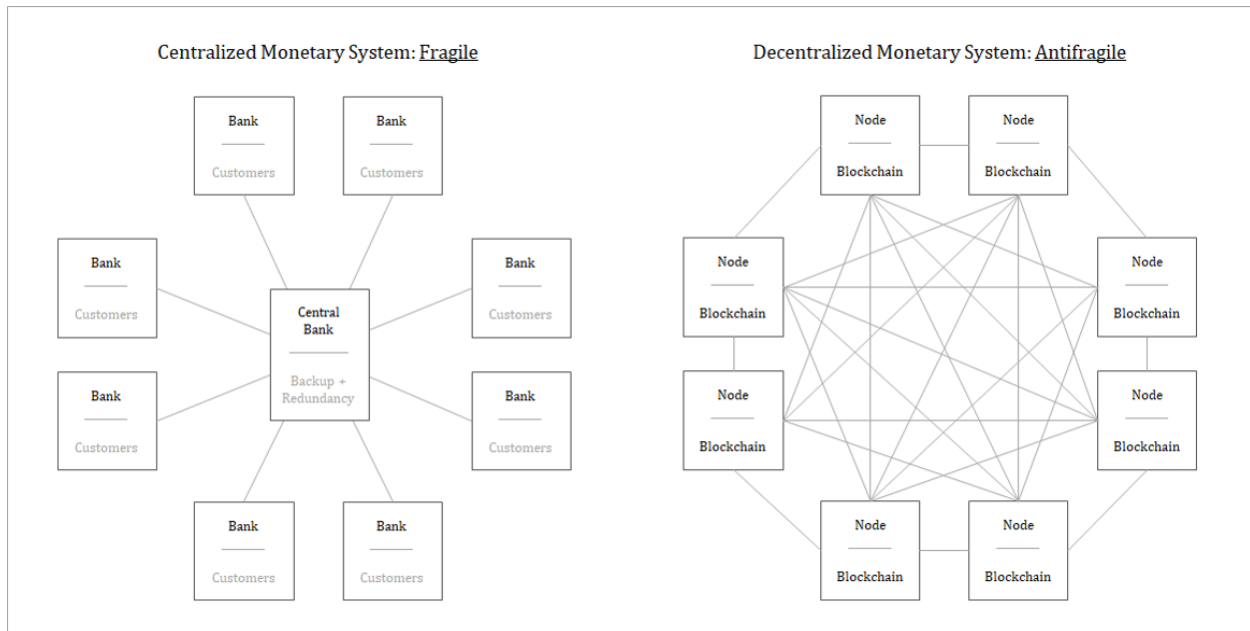 Centralized Monetary System: Fragile
Bank
Customers
Bank
Customers
Bank
Customers
Bank
Customers
Central
Bank
Backup +
Redundancy
Bank
Customers
Bank
Customers
Bank
Customers
Bank
Customers
Decentralized Monetary System: Antifragile
Node
Blockchain
Node
Blockchain
Node
Blockchain
Node
Blockchain
Node
Blockchain
Node
Blockchain
Node
Blockchain
Node
Blockchain